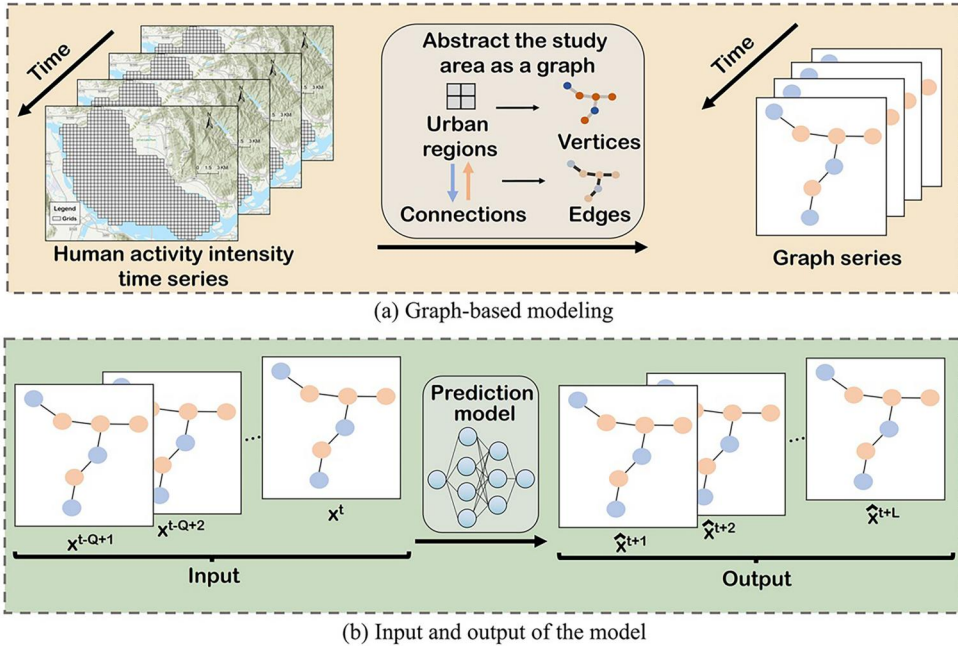 Time
Legend
Grids
Human activity intensity
time series
Abstract the study
area as a graph
Urban
regions
Vertices
Connections
Edges
Time
Graph series
(a) Graph-based modeling
x^t-Q+1
x^t-Q+2
...
x^t
Input
Prediction
model
x̂^t+1
x̂^t+2
...
x̂^t+L
Output
(b) Input and output of the model